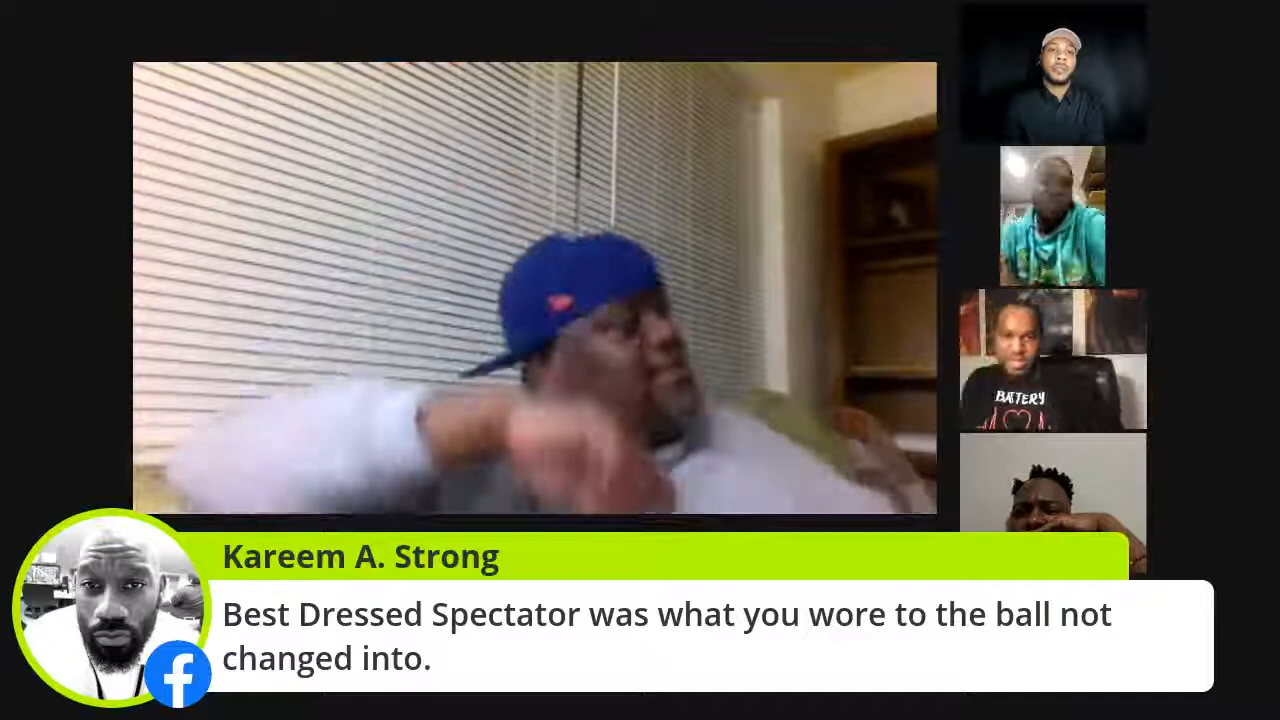 BATTERY
Kareem A. Strong
Best Dressed Spectator was what you wore to the ball not
changed into.